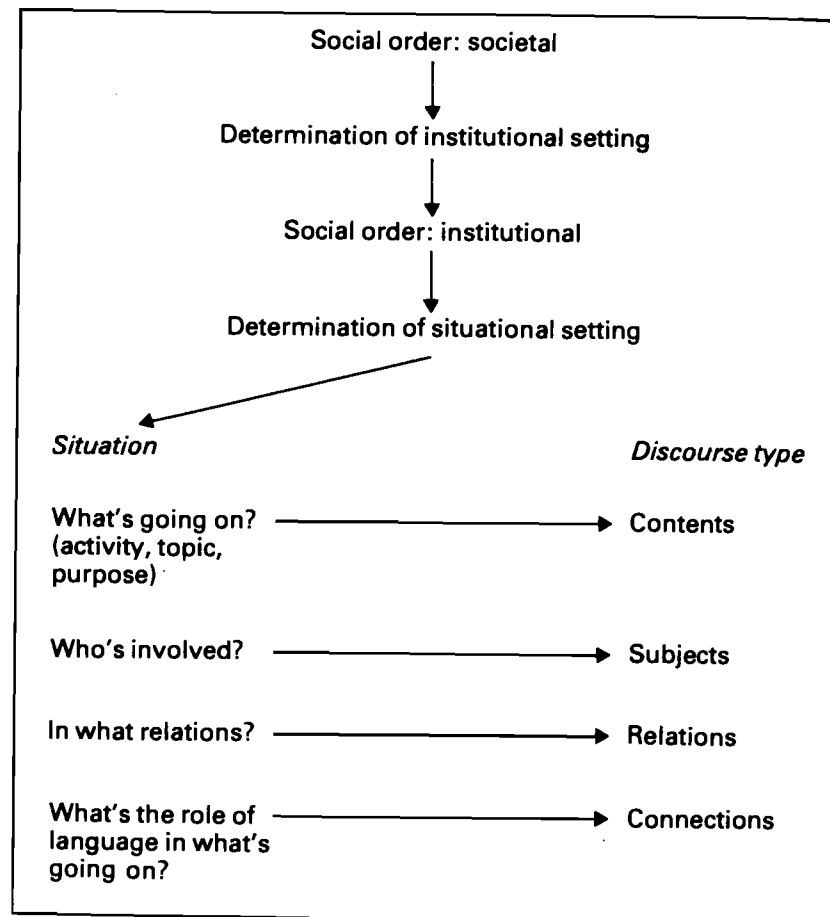 Social order: societal
Determination of institutional setting
Social order: institutional
Determination of situational setting
Situation
Discourse type
What's going on?
(activity, topic,
purpose)
Contents
Who's involved?
Subjects
In what relations?
Relations
What's the role of
language in what's
going on?
Connections